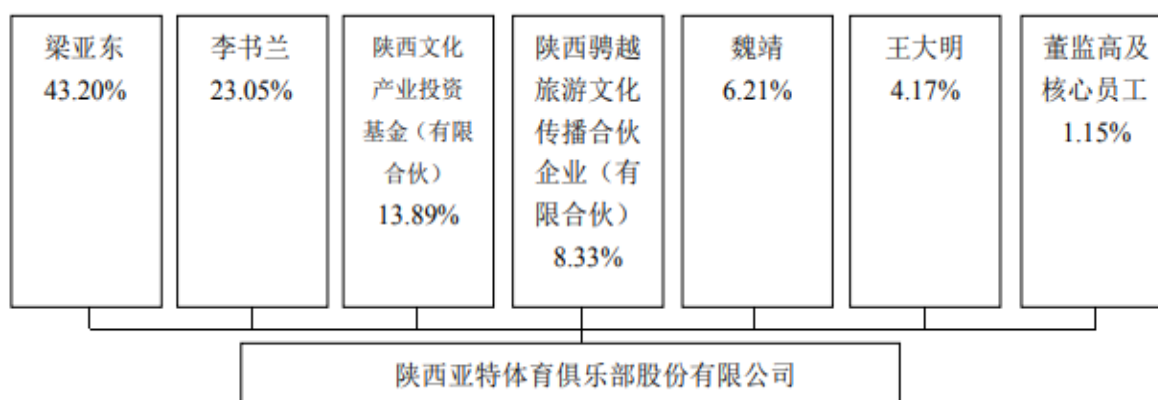 梁亚东
43.20%
李书兰
23.05%
陕西文化
产业投资
基金（有限
合伙）
13.89%
陕西骋越
旅游文化
传播合伙
企业（有
限合伙）
8.33%
魏靖
6.21%
王大明
4.17%
董监高及
核心员工
1.15%
陕西亚特体育俱乐部股份有限公司